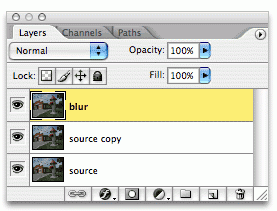 Layers Channels Paths
Normal Opacity: 100%
Lock: Fill: 100%
blur
source copy
source